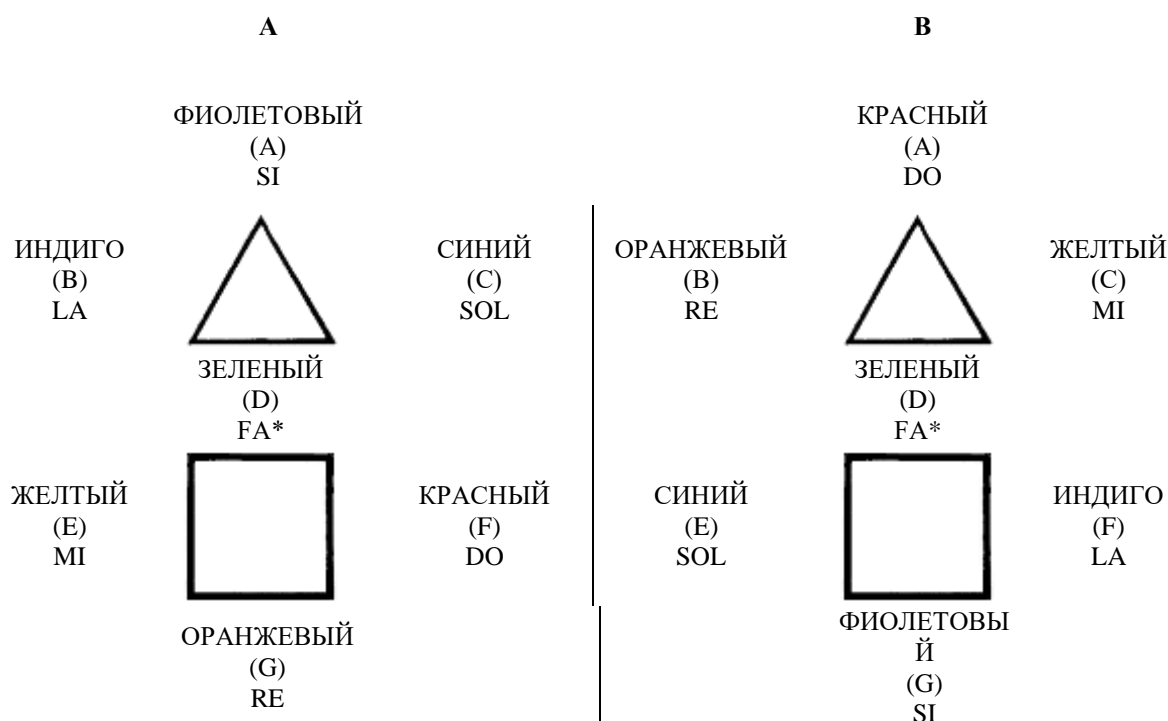 A
ФИОЛЕТОВЫЙ
(A)
SI
ИНДИГО
(B)
LA
СИНИЙ
(C)
SOL
ЗЕЛЕНЫЙ
(D)
FA*
ЖЕЛТЫЙ
(E)
MI
КРАСНЫЙ
(F)
DO
ОРАНЖЕВЫЙ
(G)
RE
B
КРАСНЫЙ
(A)
DO
ОРАНЖЕВЫЙ
(B)
RE
ЖЕЛТЫЙ
(C)
MI
ЗЕЛЕНЫЙ
(D)
FA*
СИНИЙ
(E)
SOL
ИНДИГО
(F)
LA
ФИОЛЕТОВЫ
Й
(G)
SI